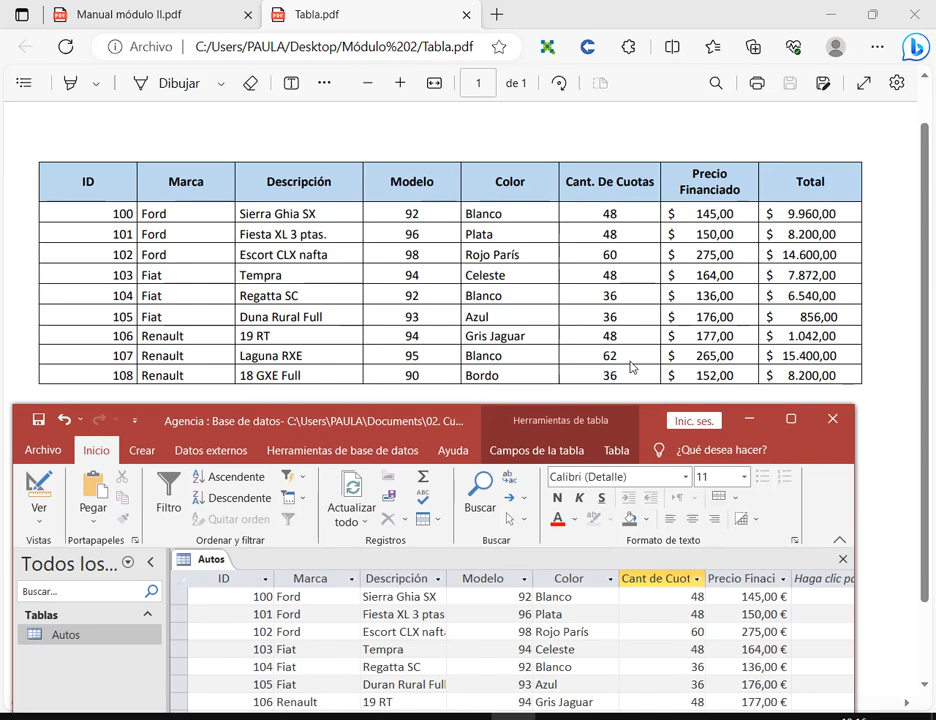 Manual módulo II.pdf
Tabla.pdf
Archivo C:/Users/PAULA/Desktop/Módulo%202/Tabla.pdf
Dibujar 1 de 1
ID Marca Descripción Modelo Color Cant. De Cuotas Precio Financiado Total
100 Ford Sierra Ghia SX 92 Blanco 48 $ 145,00 $ 9.960,00
101 Ford Fiesta XL 3 ptas. 96 Plata 48 $ 150,00 $ 8.200,00
102 Ford Escort CLX nafta 98 Rojo París 60 $ 275,00 $ 14.600,00
103 Fiat Tempra 94 Celeste 48 $ 164,00 $ 7.872,00
104 Fiat Regatta SC 92 Blanco 36 $ 136,00 $ 6.540,00
105 Fiat Duna Rural Full 93 Azul 36 $ 176,00 $ 856,00
106 Renault 19 RT 94 Gris Jaguar 48 $ 177,00 $ 1.042,00
107 Renault Laguna RXE 95 Blanco 62 $ 265,00 $ 15.400,00
108 Renault 18 GXE Full 90 Bordo 36 $ 152,00 $ 8.200,00
Agencia : Base de datos- C:\Users\PAULA\Documents\02. Cu... Herramientas de tabla Inic. ses.
Archivo Inicio Crear Datos externos Herramientas de base de datos Ayuda Campos de la tabla Tabla ¿Qué desea hacer?
Ver Pegar Filtro Ascendente Descendente Quitar orden Actualizar todo Buscar Calibri (Detalle) 11
N K S
A
Vistas Portapapeles Ordenar y filtrar Registros Buscar Formato de texto
Todos los... Autos
Buscar...
Tablas
Autos
ID Marca Descripción Modelo Color Cant de Cuot Precio Finaci Haga clic pa
100 Ford Sierra Ghia SX 92 Blanco 48 145,00 €
101 Ford Fiesta XL 3 ptas 96 Plata 48 150,00 €
102 Ford Escort CLX nafta 98 Rojo París 60 275,00 €
103 Fiat Tempra 94 Celeste 48 164,00 €
104 Fiat Regatta SC 92 Blanco 36 136,00 €
105 Fiat Duran Rural Full 93 Azul 36 176,00 €
106 Renault 19 RT 94 Gris Jaguar 48 177,00 €